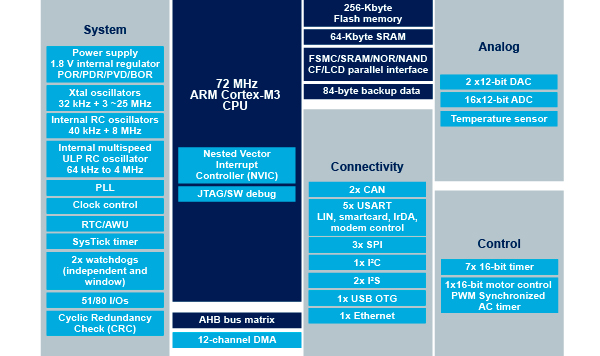 System
Power supply
1.8 V internal regulator
POR/PDR/PVD/BOR
Xtal oscillators
32 kHz + 3 ~25 MHz
Internal RC oscillators
40 kHz + 8 MHz
Internal multispeed
ULP RC oscillator
64 kHz to 4 MHz
PLL
Clock control
RTC/AWU
SysTick timer
2x watchdogs
(independent and
window)
51/80 I/Os
Cyclic Redundancy
Check (CRC)
72 MHz
ARM Cortex-M3
CPU
Nested Vector
Interrupt
Controller (NVIC)
JTAG/SW debug
AHB bus matrix
12-channel DMA
256-Kbyte
Flash memory
64-Kbyte SRAM
FSMC/SRAM/NOR/NAND
CF/LCD parallel interface
84-byte backup data
Connectivity
2x CAN
5x USART
LIN, smartcard, IrDA,
modem control
3x SPI
1x I²C
2x I²S
1x USB OTG
1x Ethernet
Analog
2 x12-bit DAC
16x12-bit ADC
Temperature sensor
Control
7x 16-bit timer
1x16-bit motor control
PWM Synchronized
AC timer